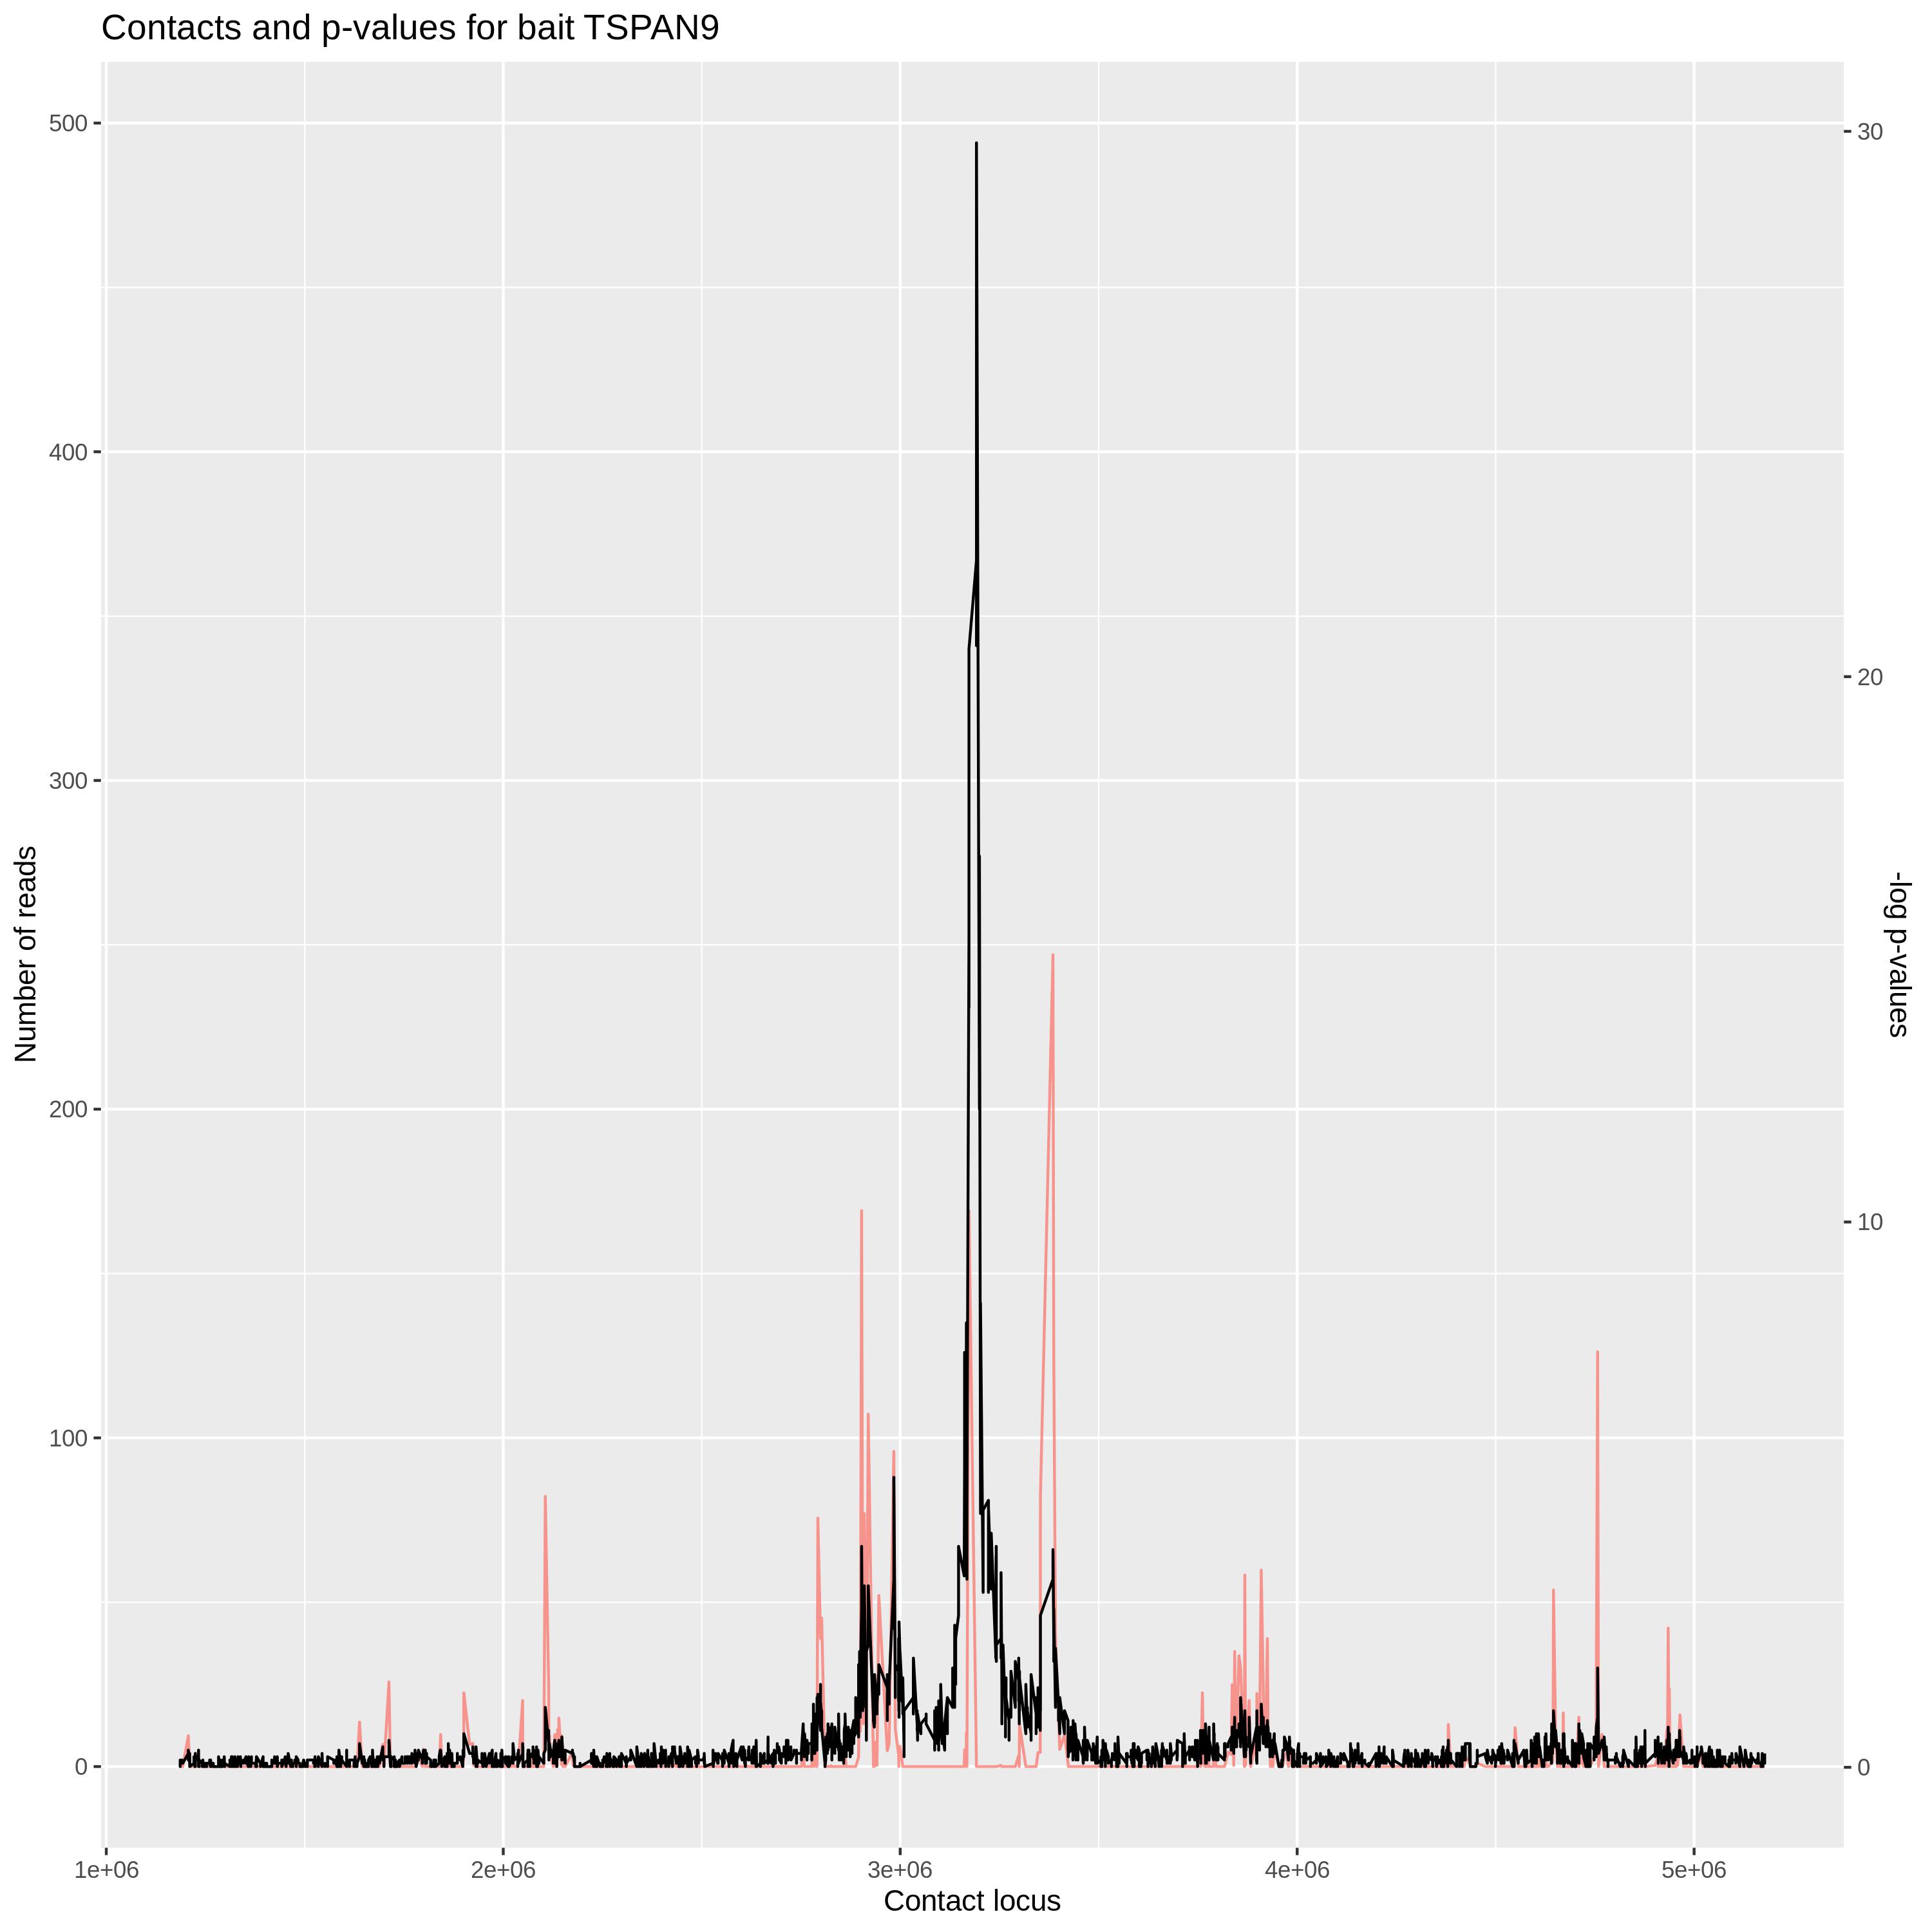 Contacts and p-values for bait TSPAN9
500
400
300
200
100
0
Number of reads
30
20
10
0
-log p-values
1e+06 2e+06 3e+06 4e+06 5e+06
Contact locus